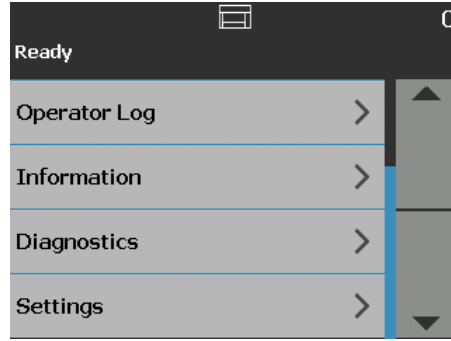 Ready
Operator Log
Information
Diagnostics
Settings